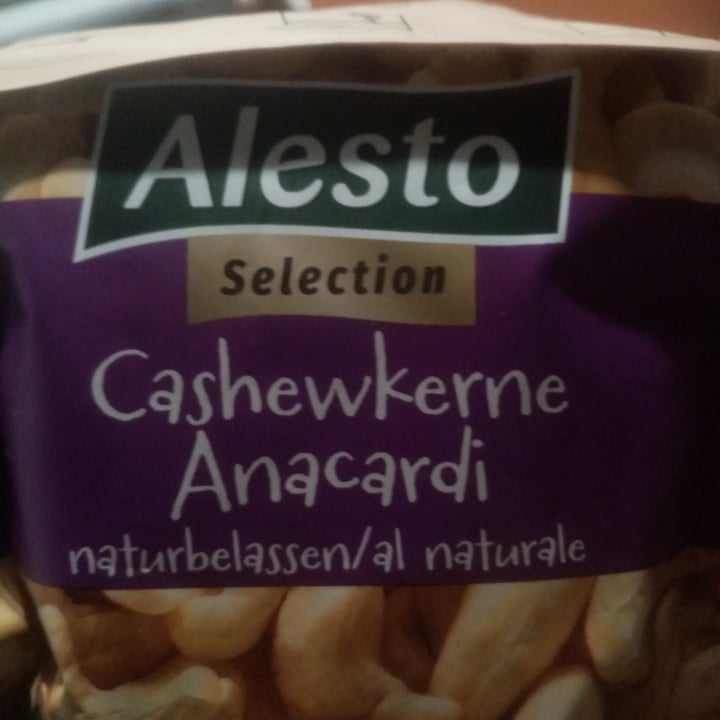 Alesto
Selection
Cashewkerne
Anacardi
naturbelassen/al naturale